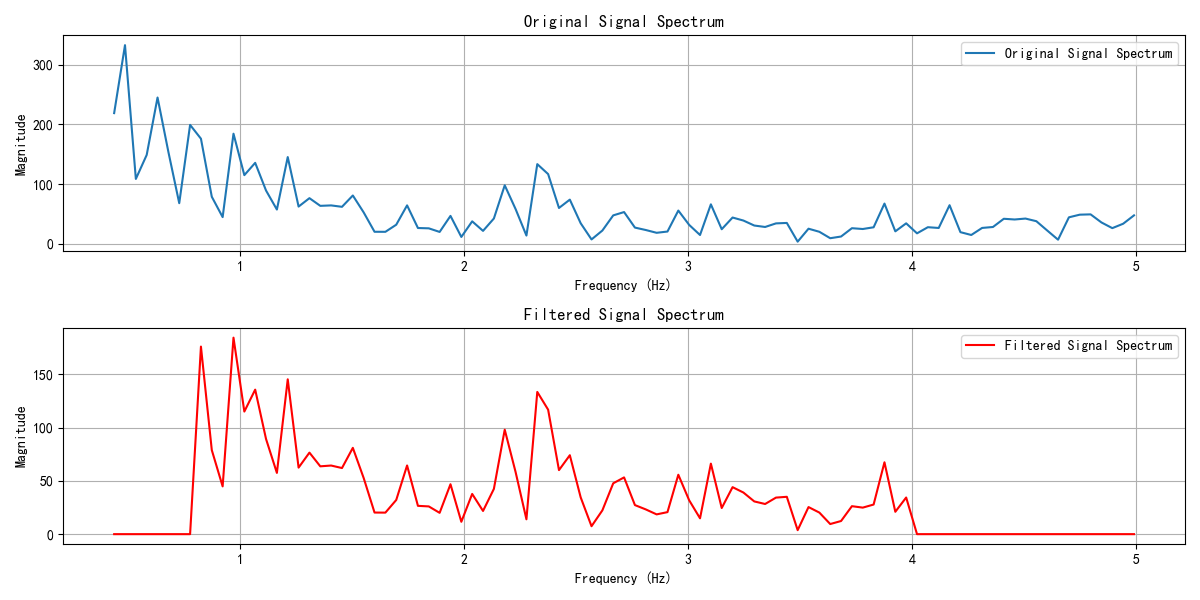 Original Signal Spectrum
Original Signal Spectrum
Magnitude
300
200
100
0
1 2 3 4 5
Frequency (Hz)
Filtered Signal Spectrum
Filtered Signal Spectrum
Magnitude
150
100
50
0
1 2 3 4 5
Frequency (Hz)